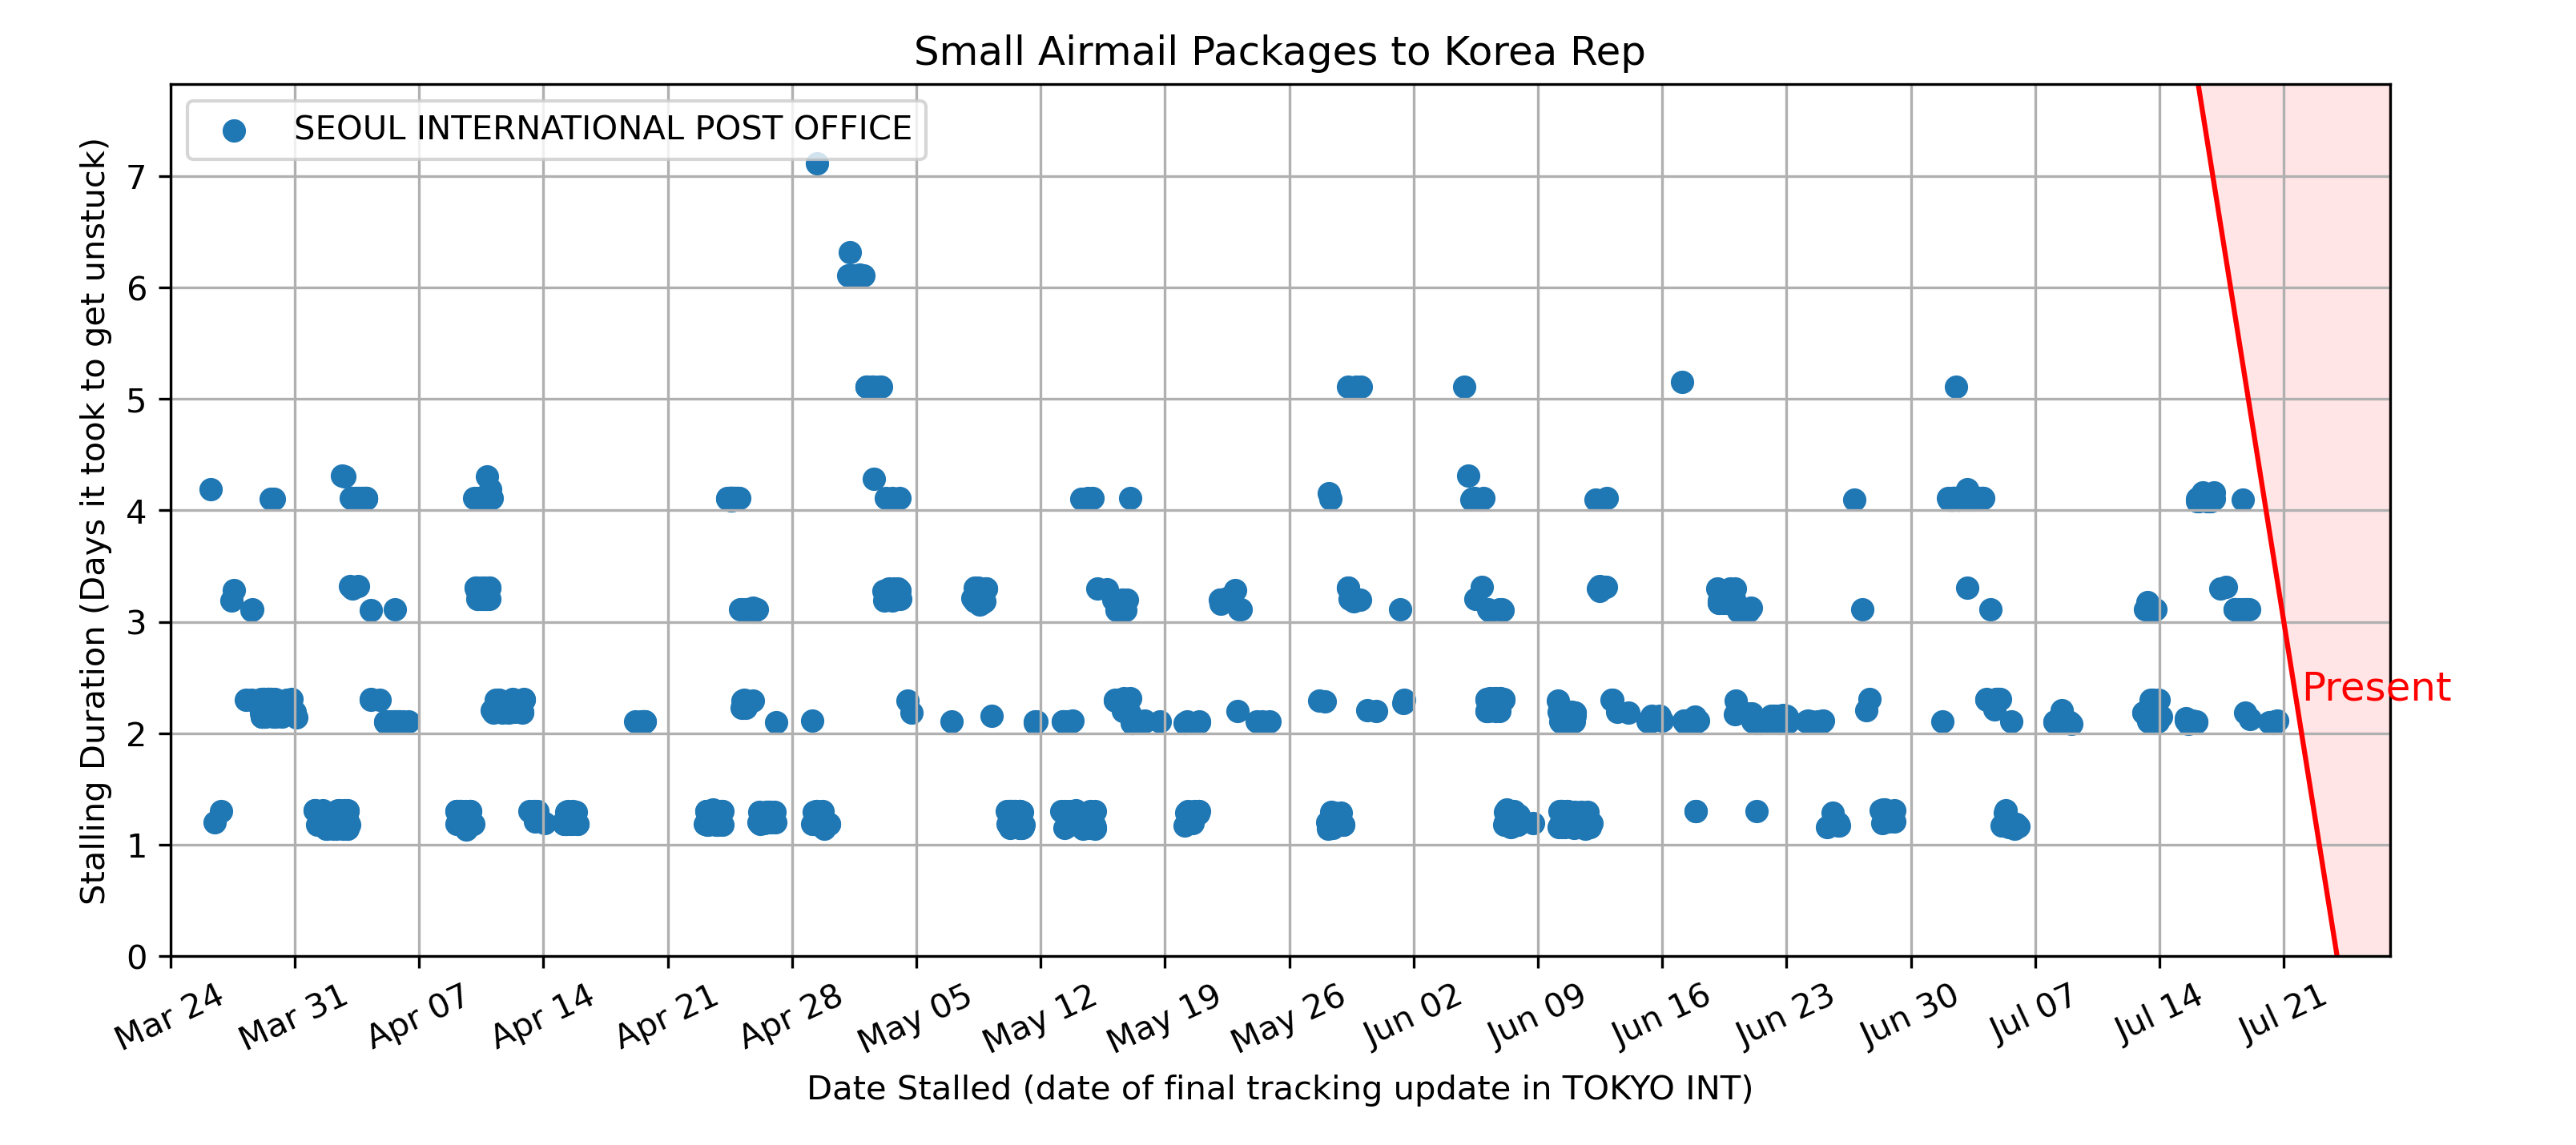 Small Airmail Packages to Korea Rep
SEOUL INTERNATIONAL POST OFFICE
Stalling Duration (Days it took to get unstuck)
7
6
5
4
3
2
1
0
Present
Mar 24
Mar 31
Apr 07
Apr 14
Apr 21
Apr 28
May 05
May 12
May 19
May 26
Jun 02
Jun 09
Jun 16
Jun 23
Jun 30
Jul 07
Jul 14
Jul 21
Date Stalled (date of final tracking update in TOKYO INT)